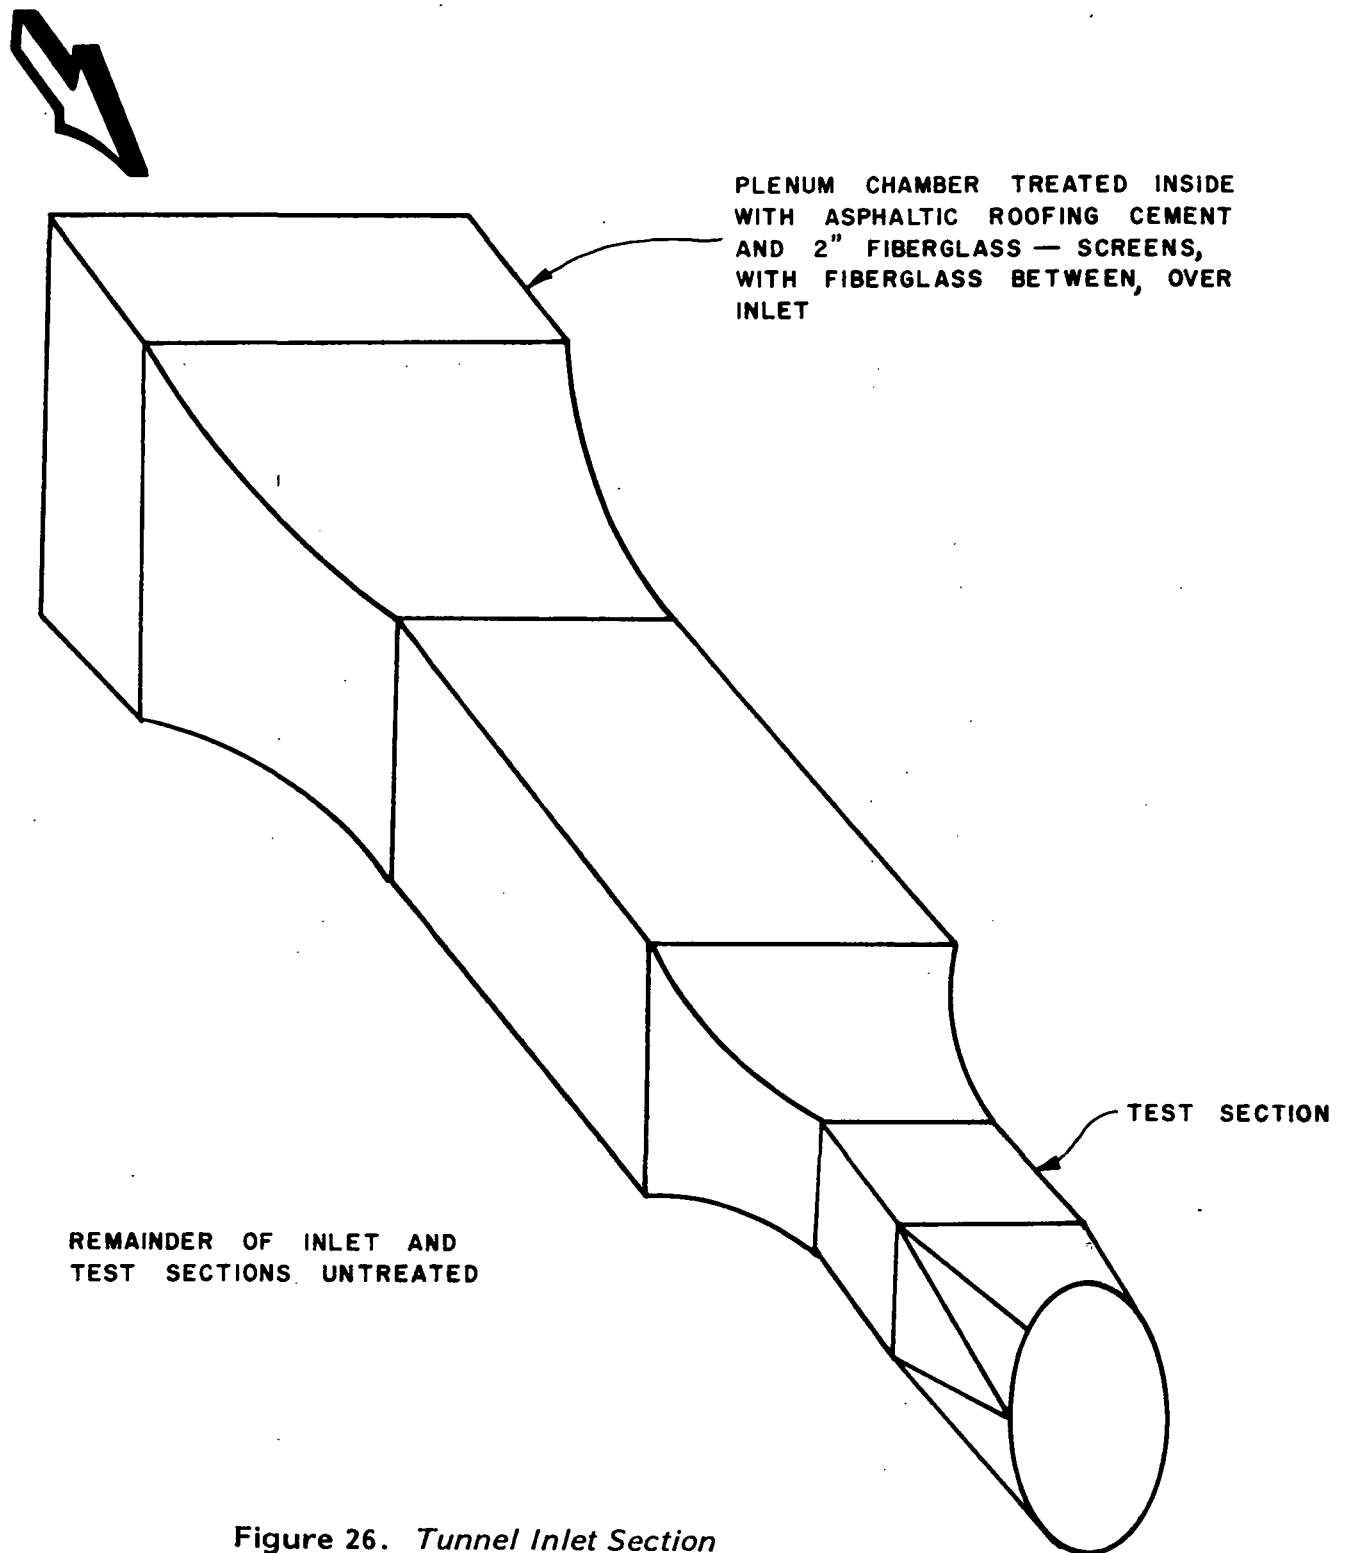 PLENUM CHAMBER TREATED INSIDE
WITH ASPHALTIC ROOFING CEMENT
AND 2" FIBERGLASS — SCREENS,
WITH FIBERGLASS BETWEEN, OVER
INLET
TEST SECTION
REMAINDER OF INLET AND
TEST SECTIONS UNTREATED
Figure 26. Tunnel Inlet Section